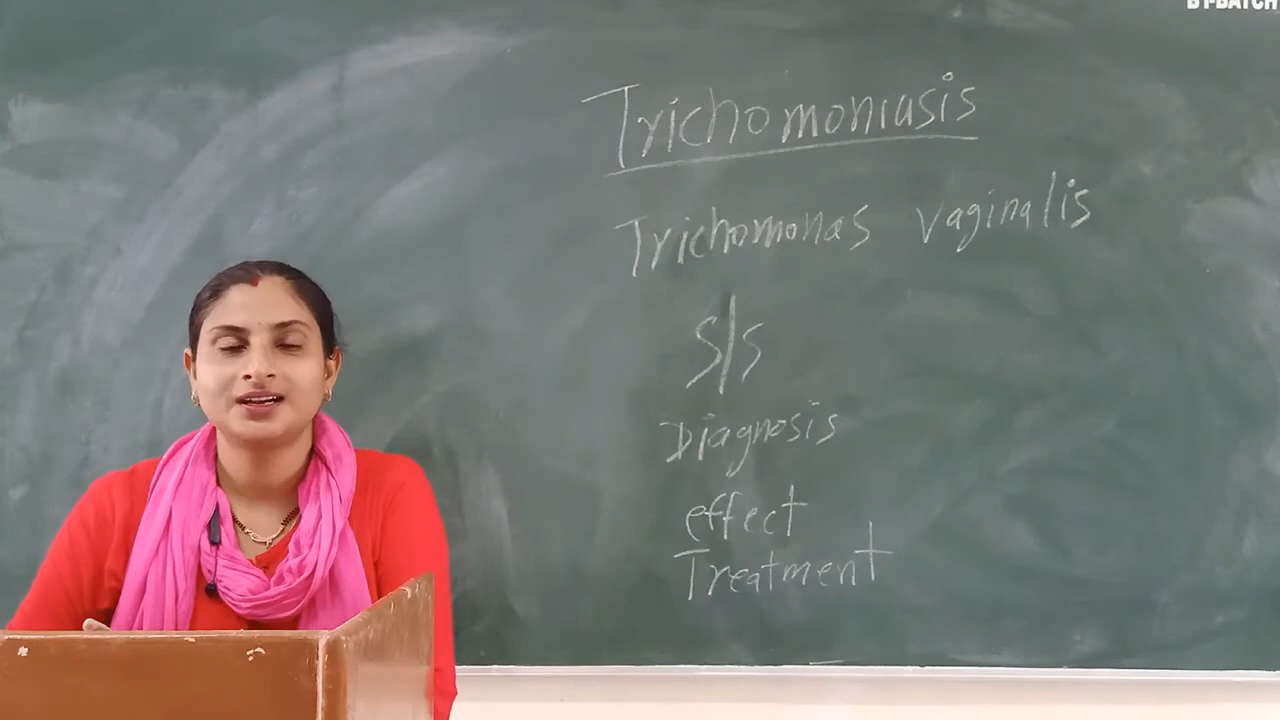 Trichomoniasis
Trichomonas vaginalis
s/s
Diagnosis
effect
Treatment